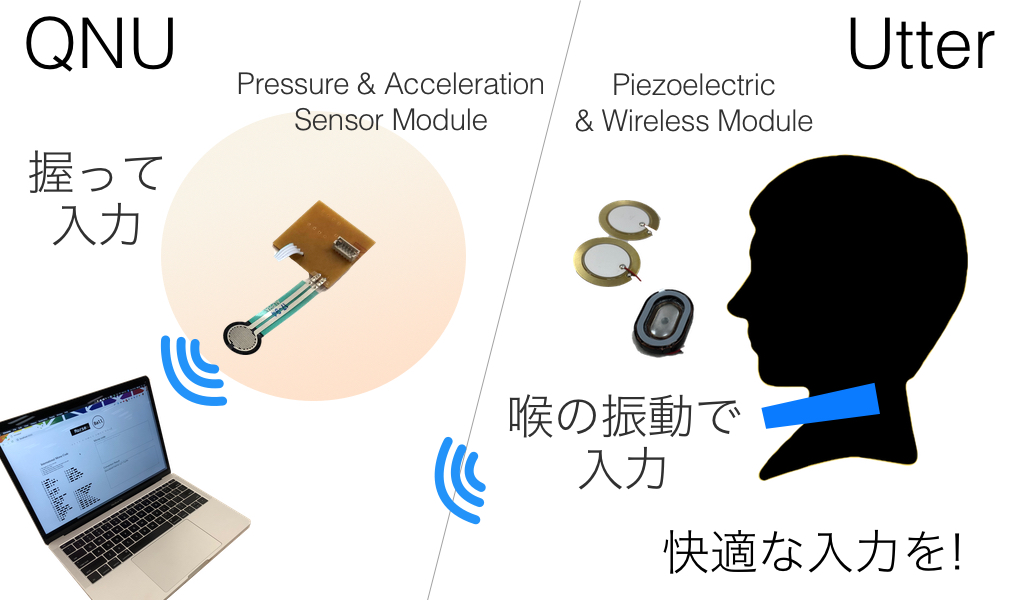 QNU
Pressure & Acceleration
Sensor Module
握って
入力
Utter
Piezoelectric
& Wireless Module
喉の振動で
入力
快適な入力を!